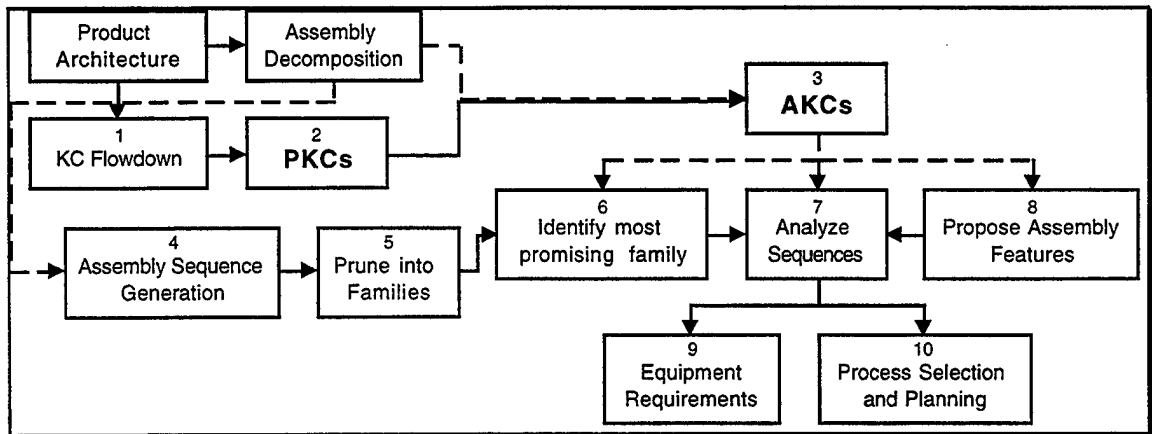 Product
Architecture
Assembly
Decomposition
3
AKCs
1
KC Flowdown
2
PKCs
6
Identify most
promising family
7
Analyze
Sequences
8
Propose Assembly
Features
4
Assembly Sequence
Generation
5
Prune into
Families
9
Equipment
Requirements
10
Process Selection
and Planning